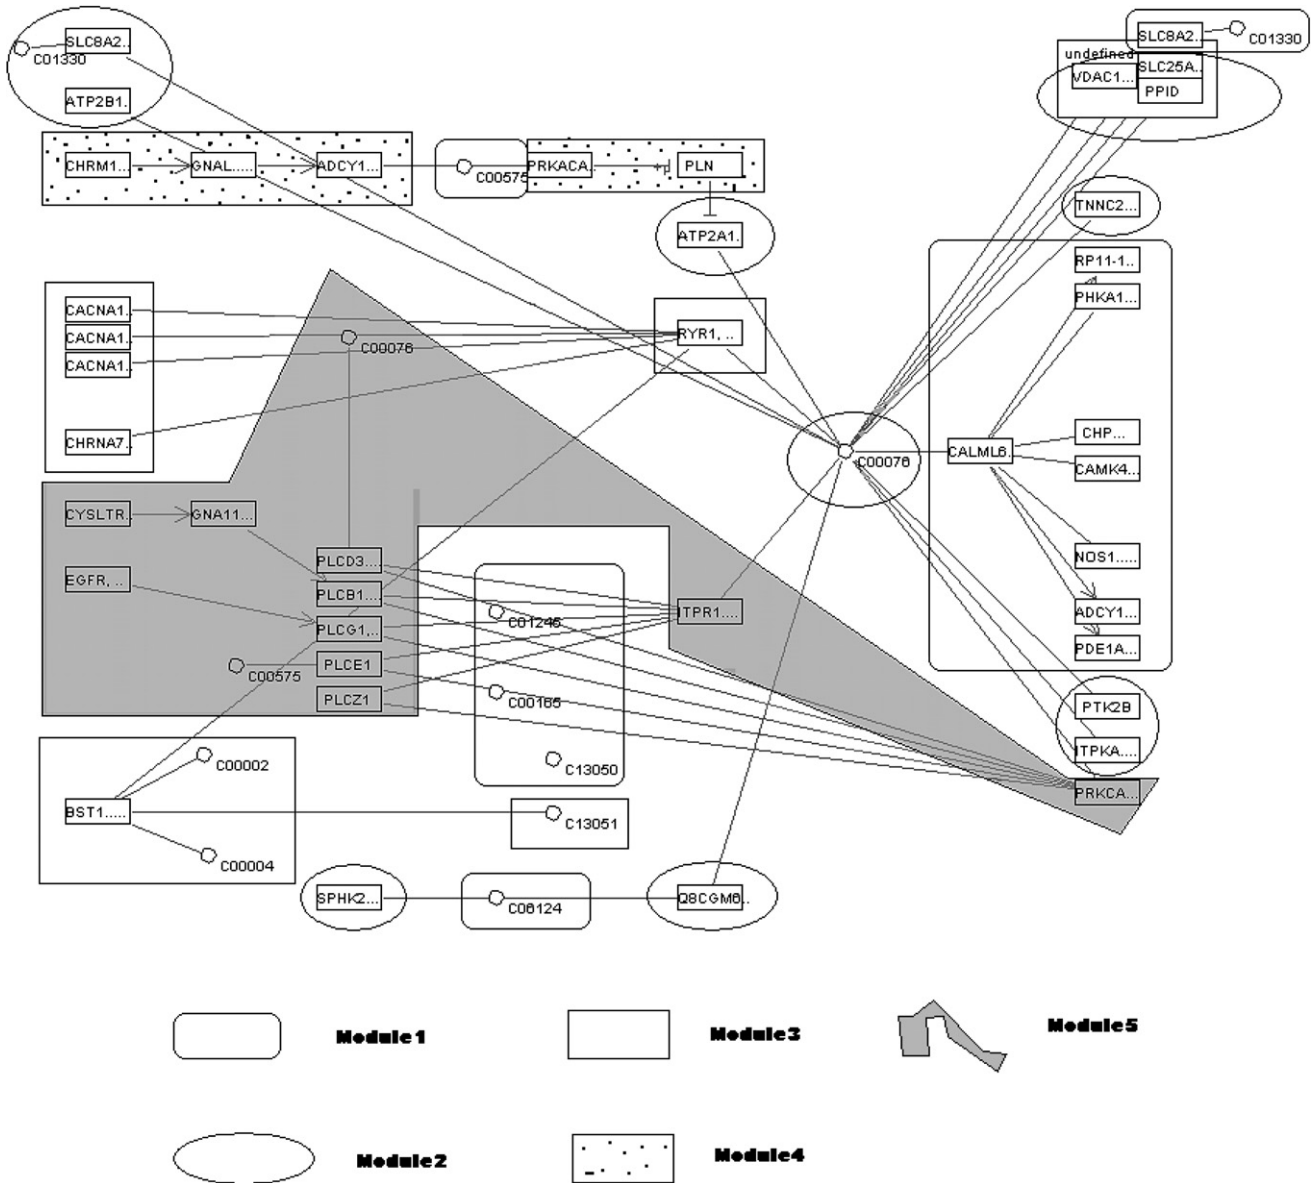 SLC8A2..
C01330
ATP2B1.
SLC8A2..
C01330
undefined
VDAC1...
SLC25A..
PPID
CHRM1...
GNAL.....
ADCY1...
C00575
PRKACA..
+p
PLN
TNNC2...
ATP2A1.
RP11-1..
PHKA1...
CACNA1.
CACNA1.
CACNA1.
C00076
RYR1, ..
CHRNA7.
CHP...
CALML6.
C00076
CAMK4...
CYSLTR.
GNA11...
NOS1.....
PLCD3....
EGFR, ..
PLCB1...
C01245
ITPR1....
ADCY1...
PLCG1,..
PDE1A...
PLCE1
C00575
PLCZ1
C00165
PTK2B
ITPKA....
C00002
C13050
PRKCA...
BST1.....
C13051
C00004
SPHK2...
C06124
Q8CGM6..
Module1
Module3
Module5
Module2
Module4